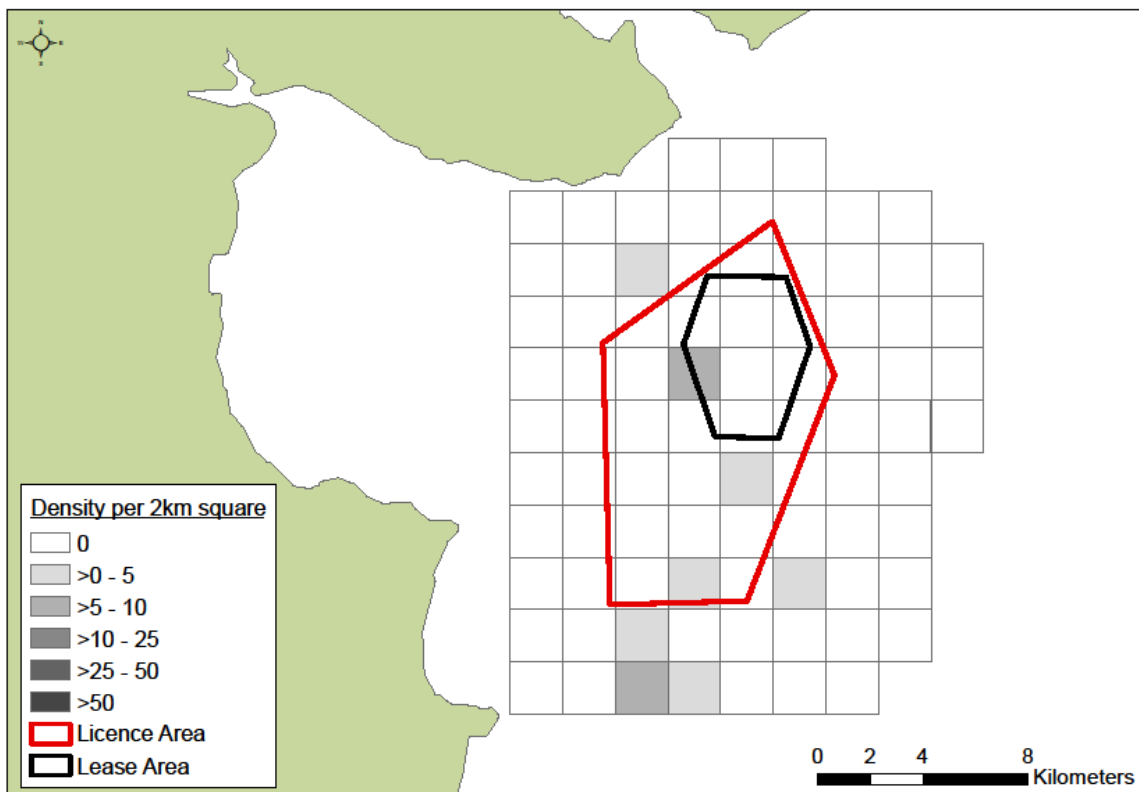 N
E
S
Density per 2km square
0
>0 - 5
>5 - 10
>10 - 25
>25 - 50
>50
Licence Area
Lease Area
0 2 4 8
Kilometers